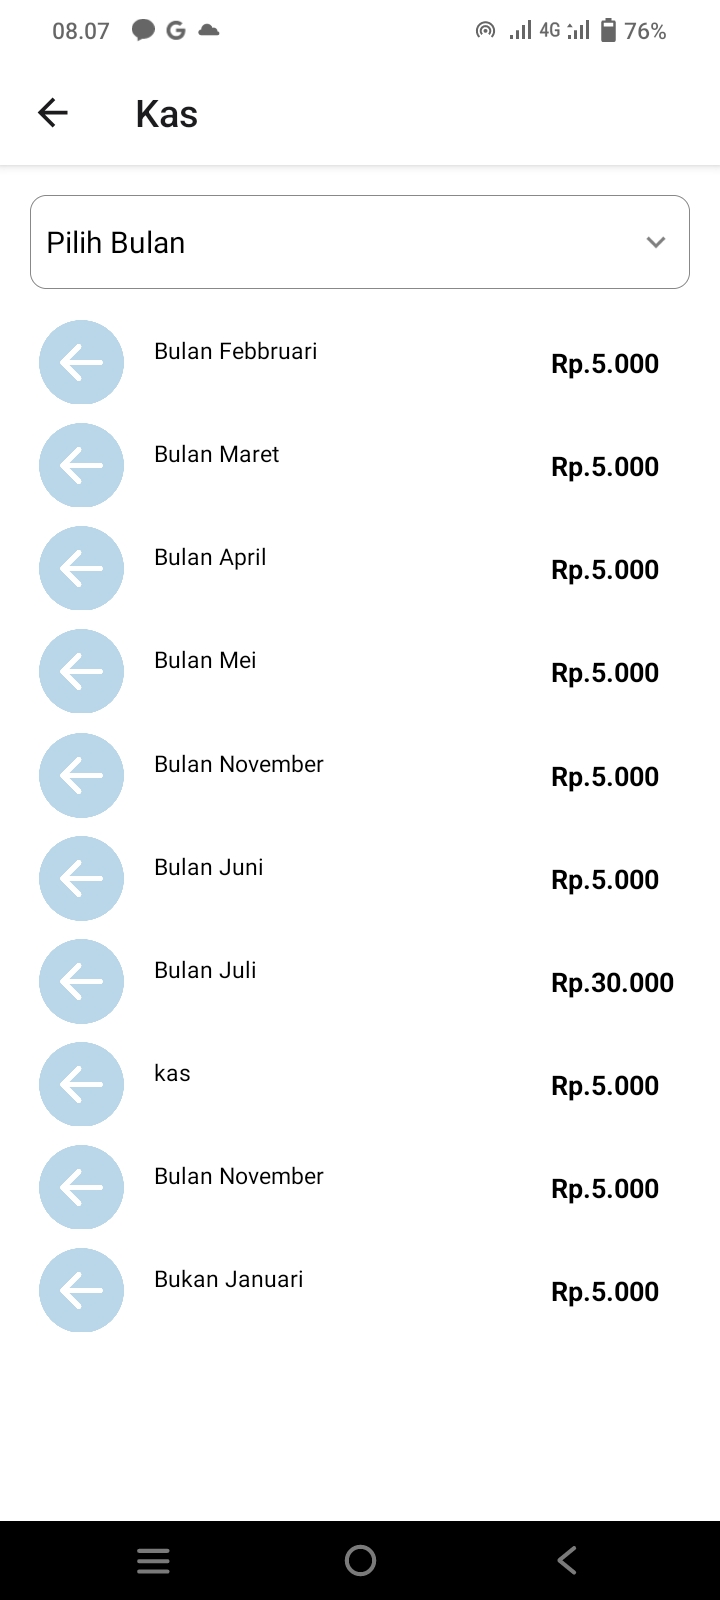 08.07 G 4G 76%
Kas
Pilih Bulan
Bulan Febbruari Rp.5.000
Bulan Maret Rp.5.000
Bulan April Rp.5.000
Bulan Mei Rp.5.000
Bulan November Rp.5.000
Bulan Juni Rp.5.000
Bulan Juli Rp.30.000
kas Rp.5.000
Bulan November Rp.5.000
Bukan Januari Rp.5.000